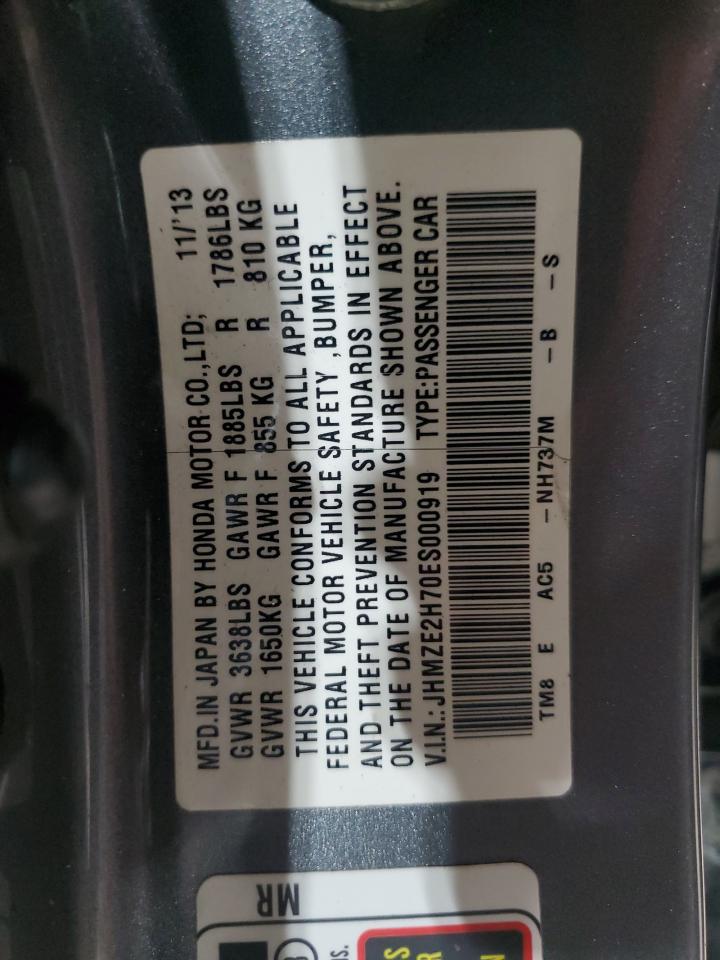 MFD.IN JAPAN BY HONDA MOTOR CO.,LTD; 11/'13
GVWR 3638LBS GAWR F 1885LBS R 1786LBS
GVWR 1650KG GAWR F 855 KG R 810 KG
THIS VEHICLE CONFORMS TO ALL APPLICABLE
FEDERAL MOTOR VEHICLE SAFETY ,BUMPER,
AND THEFT PREVENTION STANDARDS IN EFFECT
ON THE DATE OF MANUFACTURE SHOWN ABOVE.
V.I.N.:JHMZE2H70ES000919 TYPE:PASSENGER CAR
TM8 E AC5 -NH737M -B -S
MR